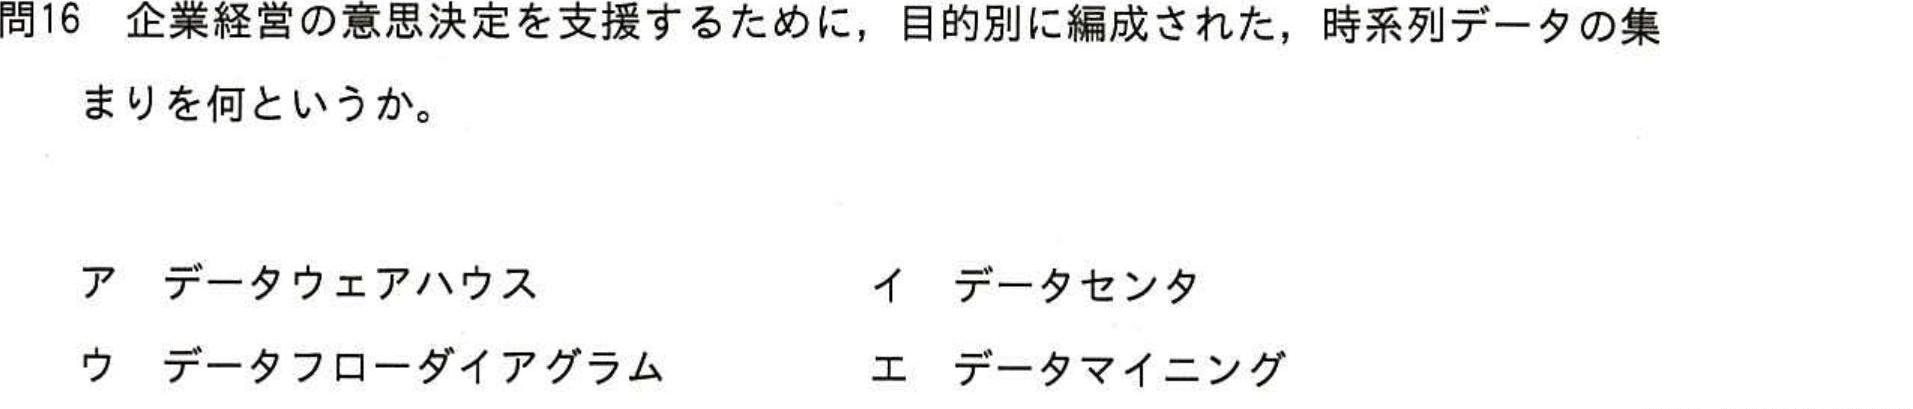 問16　企業経営の意思決定を支援するために，目的別に編成された，時系列データの集
まりを何というか。
ア　データウェアハウス　イ　データセンタ
ウ　データフローダイアグラム　エ　データマイニング